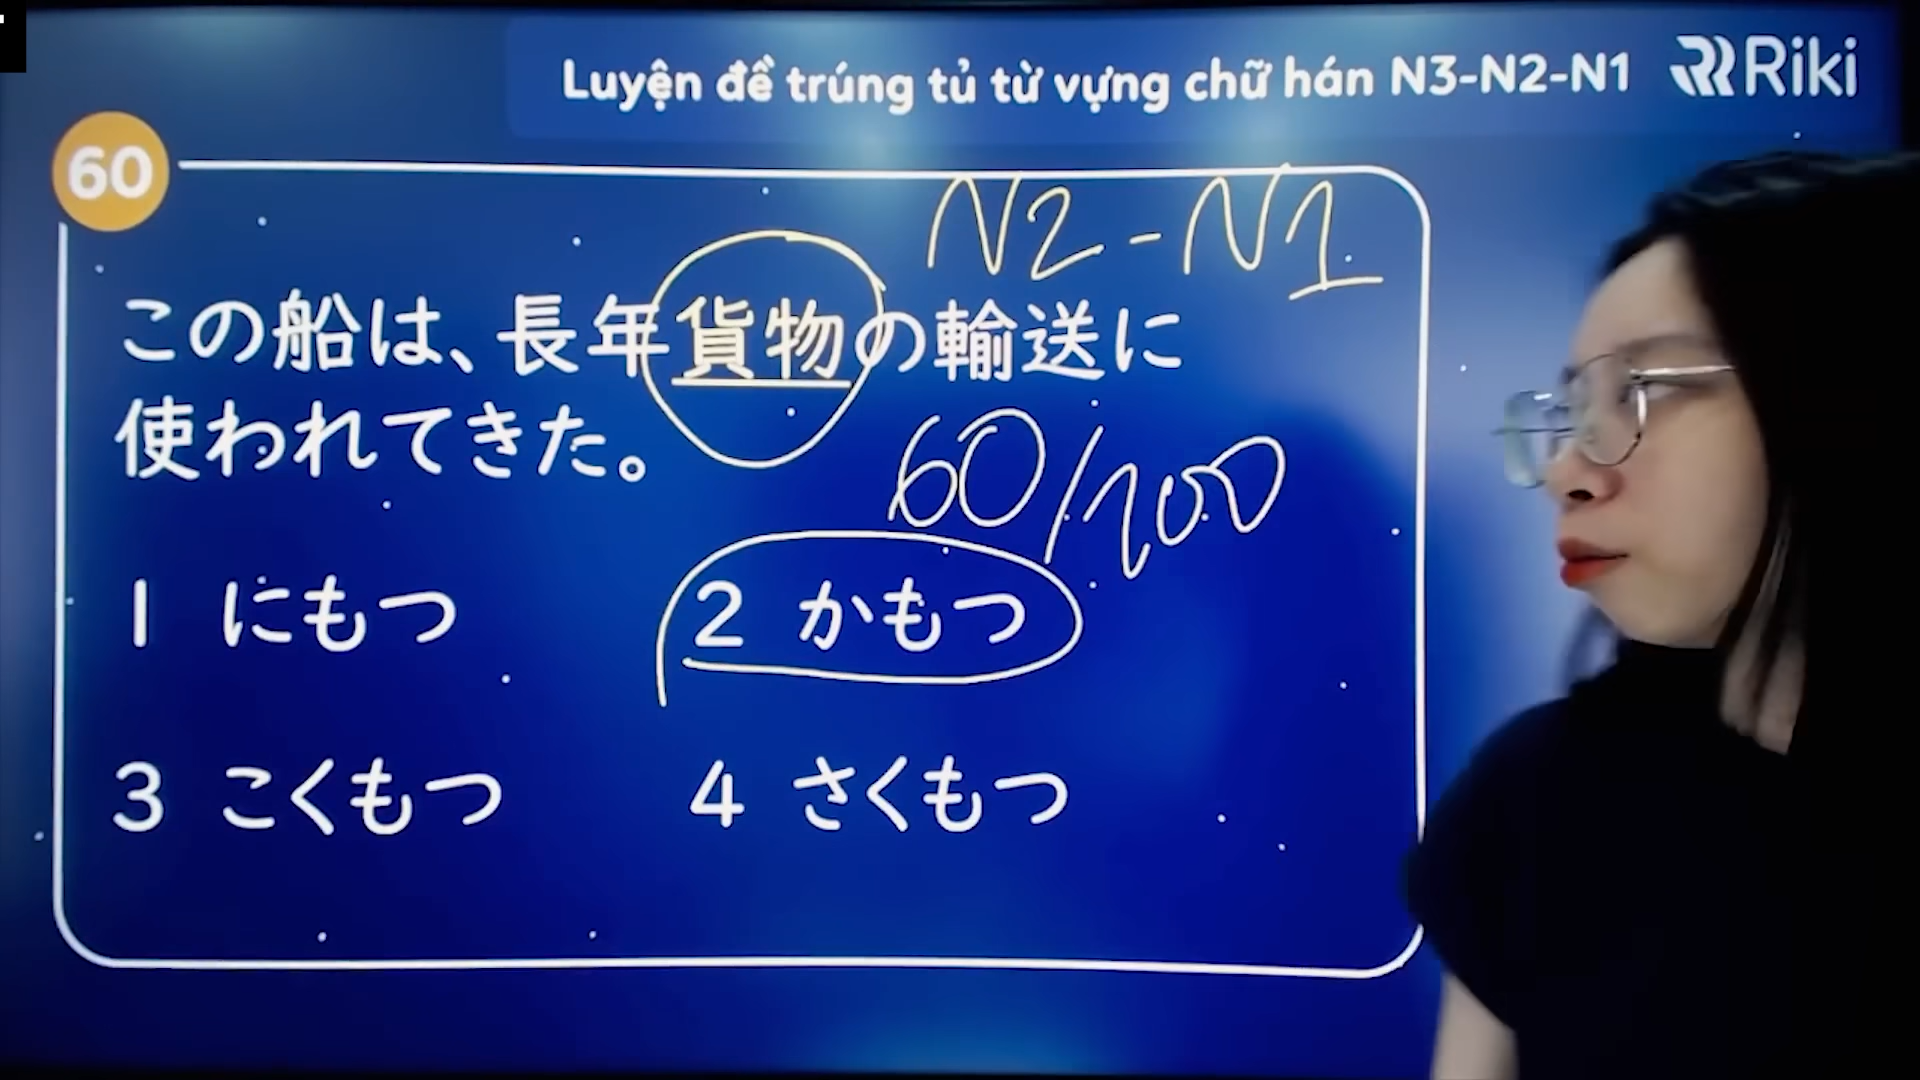 Luyện đề trúng tủ từ vựng chữ hán N3-N2-N1
Riki
60
N2-N1
この船は、長年貨物の輸送に
使われてきた。
60/100
1 にもつ
2 かもつ
3 こくもつ
4 さくもつ